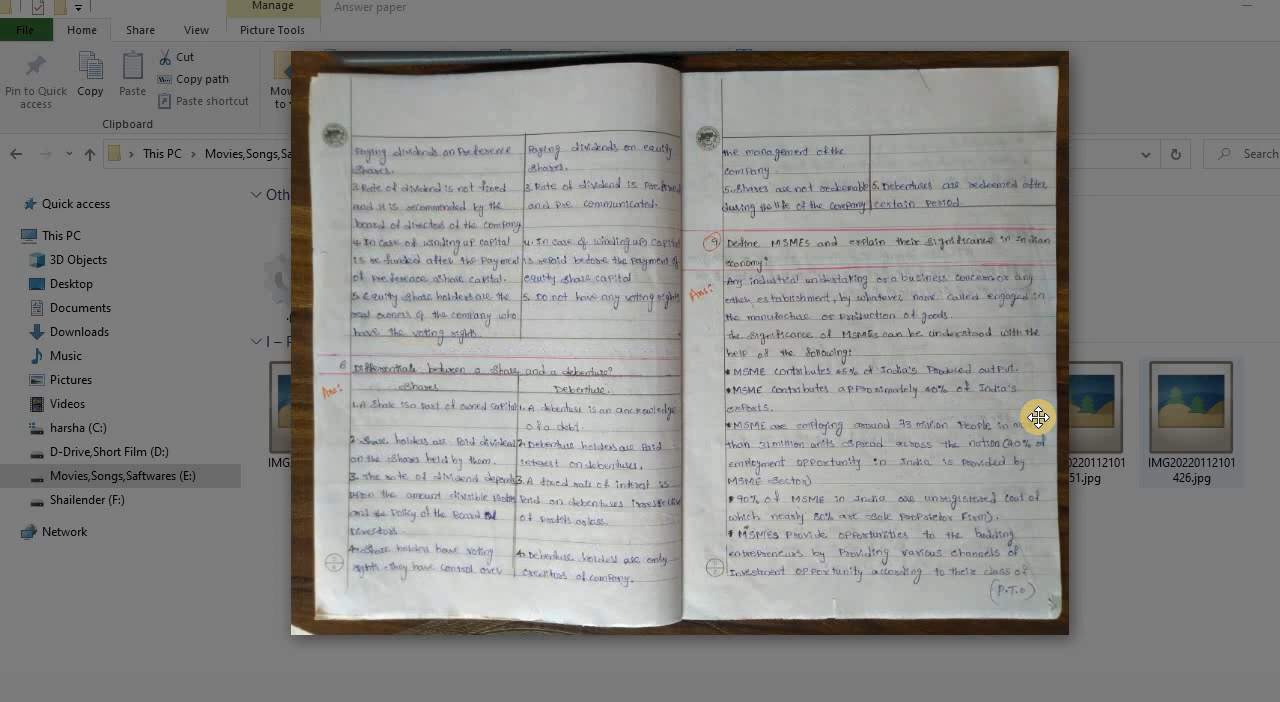 Manage
Answer paper
File
Home
Share
View
Picture Tools
Pin to Quick access
Copy
Paste
Cut
Copy path
Paste shortcut
Mov
to
Clipboard
This PC
Movies,Songs,Sa
Search
Quick access
This PC
3D Objects
Desktop
Documents
Downloads
Music
Pictures
Videos
harsha (C:)
D-Drive,Short Film (D:)
Movies,Songs,Saftwares (E:)
Shailender (F:)
Network
Oth
IMG
51.jpg
IMG20220112101
426.jpg
Paying dividends on Preference
shares.
3. Rate of dividend is not fixed
and it is recommended by the
board of directors of the company
4. In case of winding up capital
is refunded after the Payment
of Preference share capital.
5. Equity share holders are the
real owners of the company who
have the voting rights.
Paying dividends on equity
shares.
3. Rate of dividend is
and Pre communicated.
4. In case of winding up, capital
is repaid before the Payment of
equity share capital
5. Do not have any voting rights
8 Differentiate between a share and a debenture?
Ans:
Shares
1. A share is a Part of owned capital
2. Share holders are Paid dividend
on the shares held by them.
3. The rate of dividend depends
upon the amount divisible
and the Policy of the Board of
Directors.
4. Share holders have voting
rights. They have control over
Debenture.
1. A debenture is an acknowledge
of a debt.
2. Debenture holders are Paid
interest on debentures.
3. A fixed rate of interest is
Paid on debentures irrespective
of Profits or loss.
4. Debenture holders are only
creditors of company.
the management of the
company
5. Shares are not redeemable
during the life of the company
5. Debentures are redeemed after
certain period.
9 Define MSMEs and explain their significance in Indian
economy?
Ans:
Any industrial undertaking or a business concern or any
other establishment, by whatever name called engaged in
the manufacture or production of goods.
The significance of MSMEs can be understood with the
help of the following:
* MSME contributes 45% of India's Produced output.
* MSME contributes approximately 40% of India's
exports.
* MSME are employing around 73 million People in
than 31 million units spread across the nation (40% of
employment opportunity in India is provided by
MSME sector)
* 90% of MSME in India are unregistered (out of
which nearly 80% are sole Firm).
* MSMEs Provide opportunities to the budding
entrepreneurs by Providing various channels of
investment opportunity according to their class of
(P.T.O)